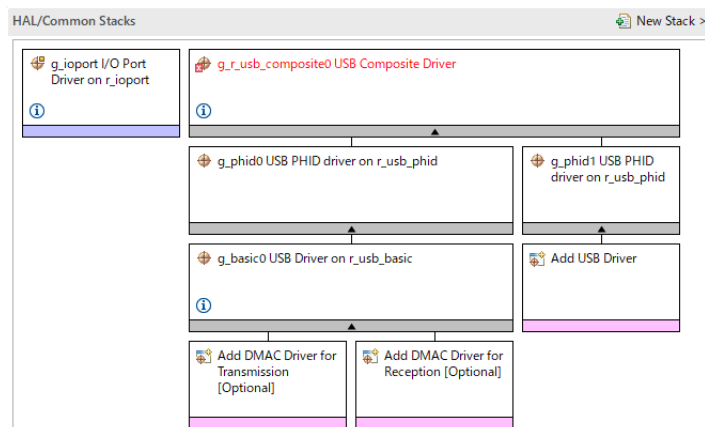 HAL/Common Stacks
New Stack >
g_ioport I/O Port
Driver on r_ioport
g_r_usb_composite0 USB Composite Driver
g_phid0 USB PHID driver on r_usb_phid
g_phid1 USB PHID
driver on r_usb_phid
g_basic0 USB Driver on r_usb_basic
Add USB Driver
Add DMAC Driver for
Transmission
[Optional]
Add DMAC Driver for
Reception [Optional]